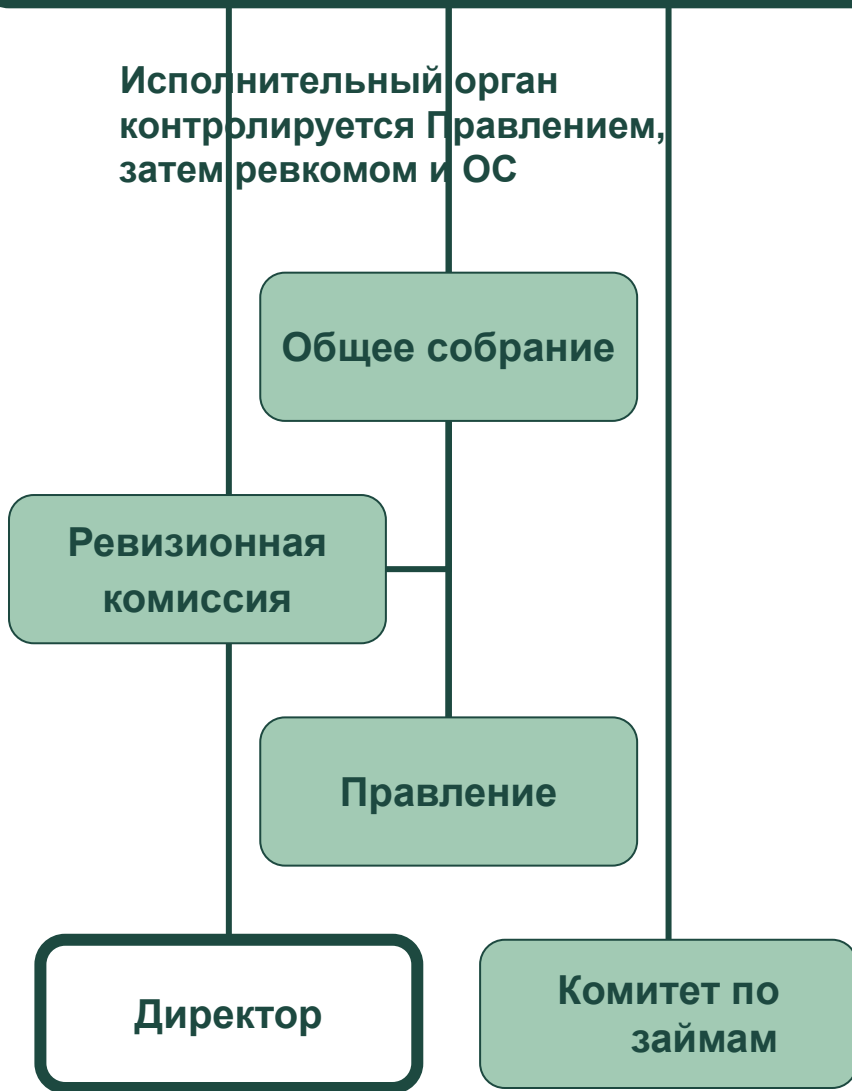 Исполнительный орган
контролируется Правлением,
затем ревкомом и ОС
Общее собрание
Ревизионная
комиссия
Правление
Директор
Комитет по
займам